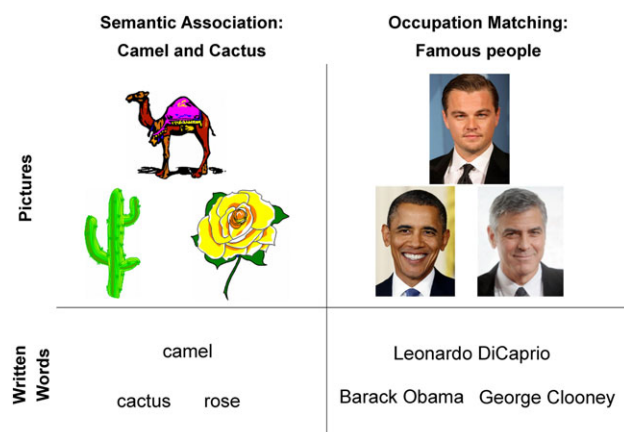 Semantic Association:
Camel and Cactus
Occupation Matching:
Famous people
Pictures
Written
Words
camel
cactus rose
Leonardo DiCaprio
Barack Obama George Clooney